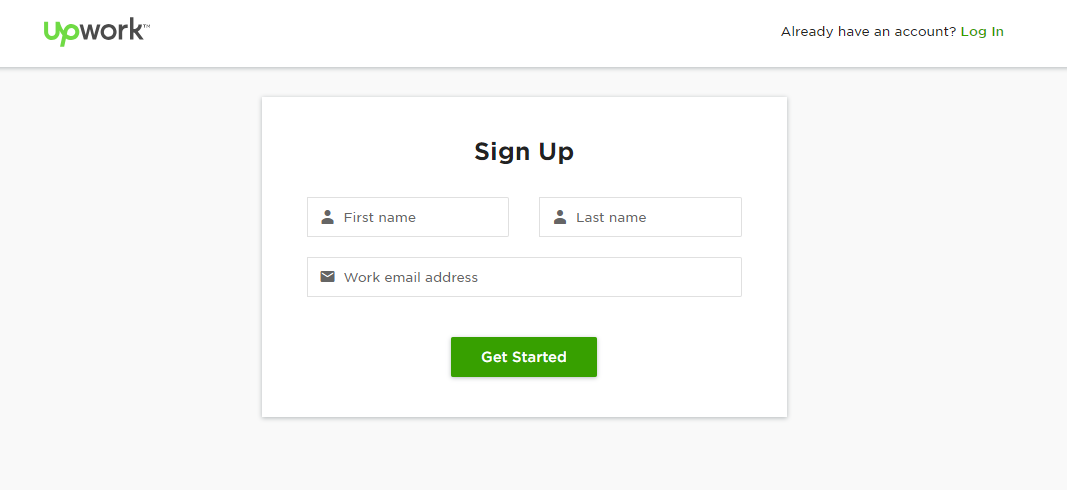 Upwork™
Already have an account? Log In
Sign Up
First name
Last name
Work email address
Get Started